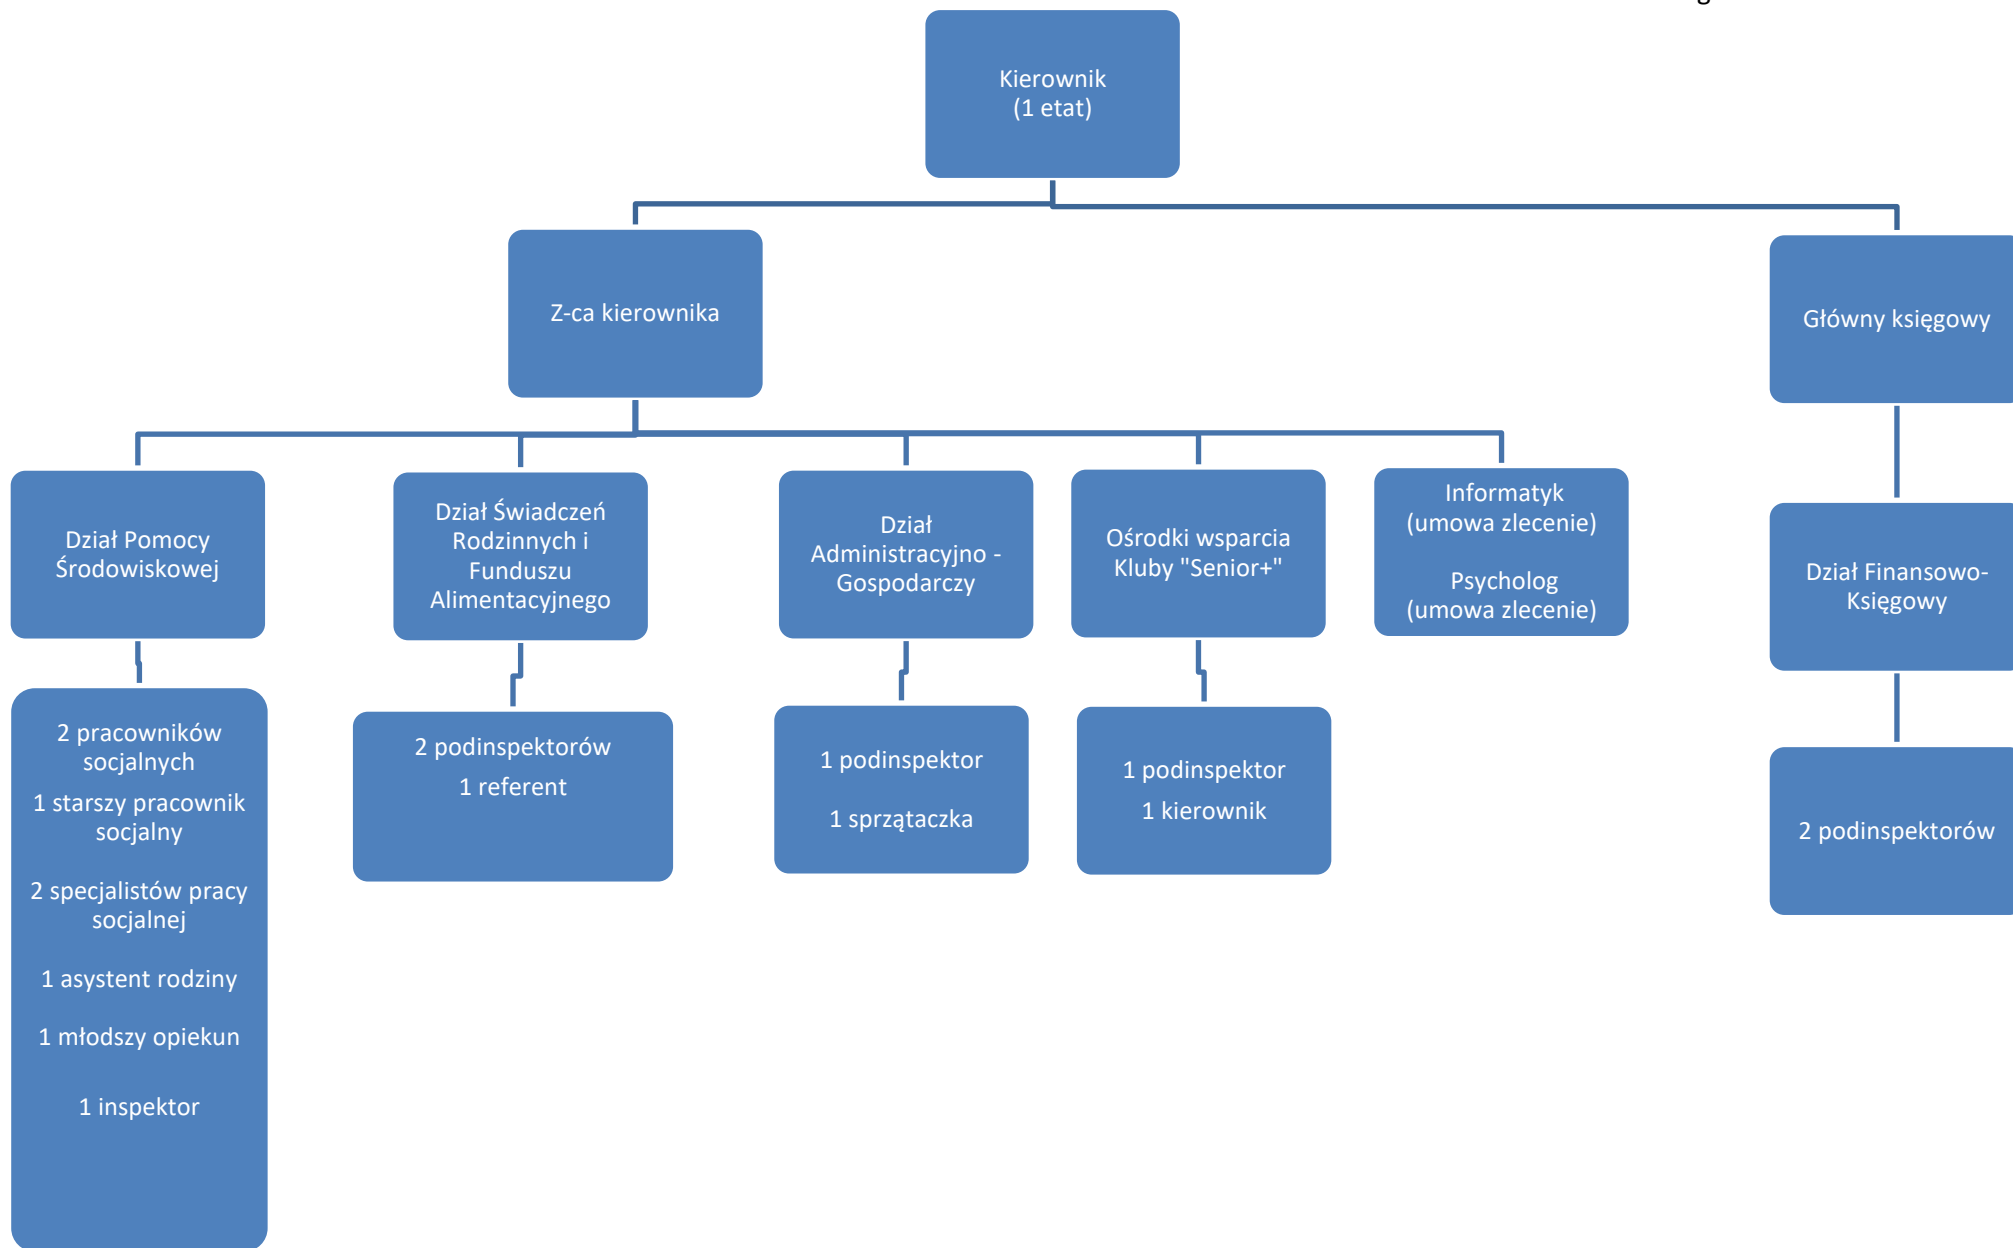 Kierownik
(1 etat)
Z-ca kierownika
Główny księgowy
Dział Pomocy
Środowiskowej
Dział Świadczeń
Rodzinnych i
Funduszu
Alimentacyjnego
Dział
Administracyjno -
Gospodarczy
Ośrodki wsparcia
Kluby "Senior+"
Informatyk
(umowa zlecenie)
Psycholog
(umowa zlecenie)
Dział Finansowo-
Księgowy
2 pracowników
socjalnych
1 starszy pracownik
socjalny
2 specjalistów pracy
socjalnej
1 asystent rodziny
1 młodszy opiekun
1 inspektor
2 podinspektorów
1 referent
1 podinspektor
1 sprzątaczka
1 podinspektor
1 kierownik
2 podinspektorów